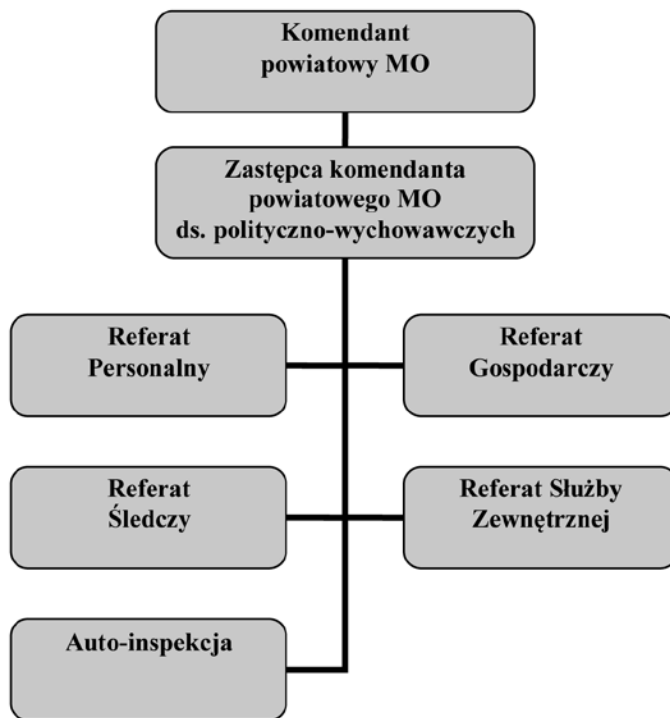 Komendant
powiatowy MO
Zastępca komendanta
powiatowego MO
ds. polityczno-wychowawczych
Referat
Personalny
Referat
Gospodarczy
Referat
Śledczy
Referat Służby
Zewnętrznej
Auto-inspekcja